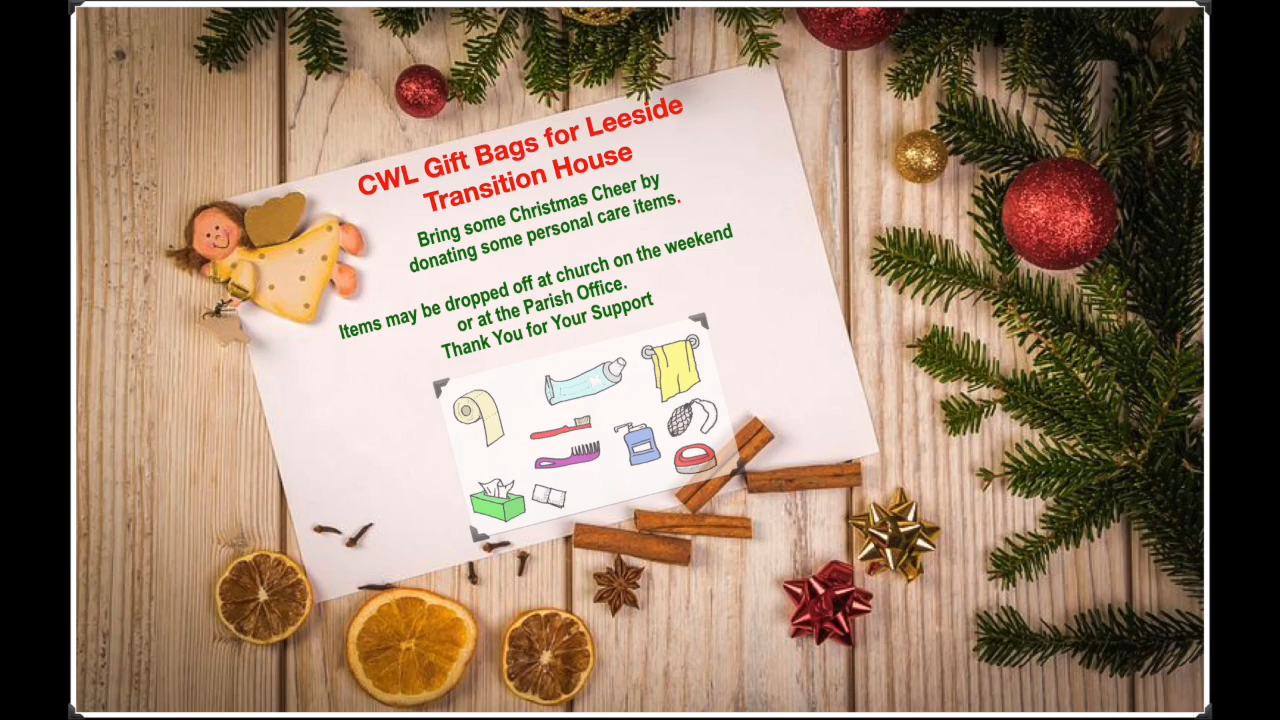 CWL Gift Bags for Leeside
Transition House
Bring some Christmas Cheer by
donating some personal care items.
Items may be dropped off at church on the weekend
or at the Parish Office.
Thank You for Your Support